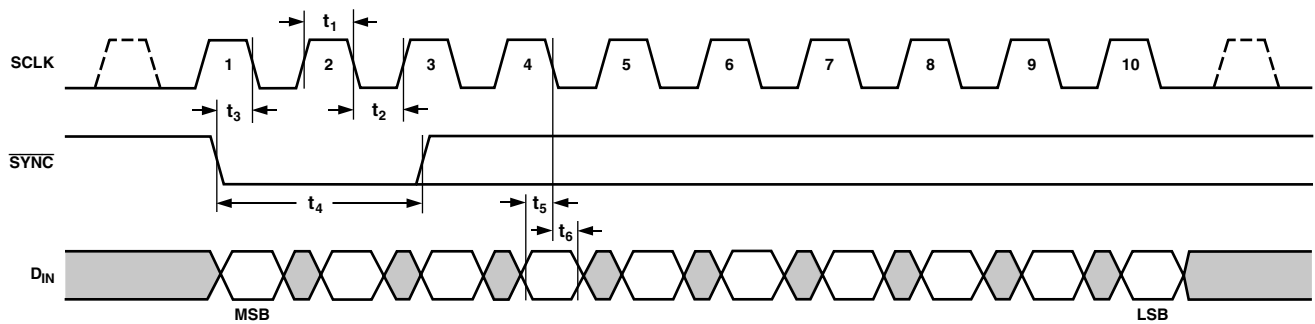 t₁
SCLK 1 2 3 4 5 6 7 8 9 10
t₃ t₂
SYNC
t₄
t₅
t₆
D_IN
MSB LSB